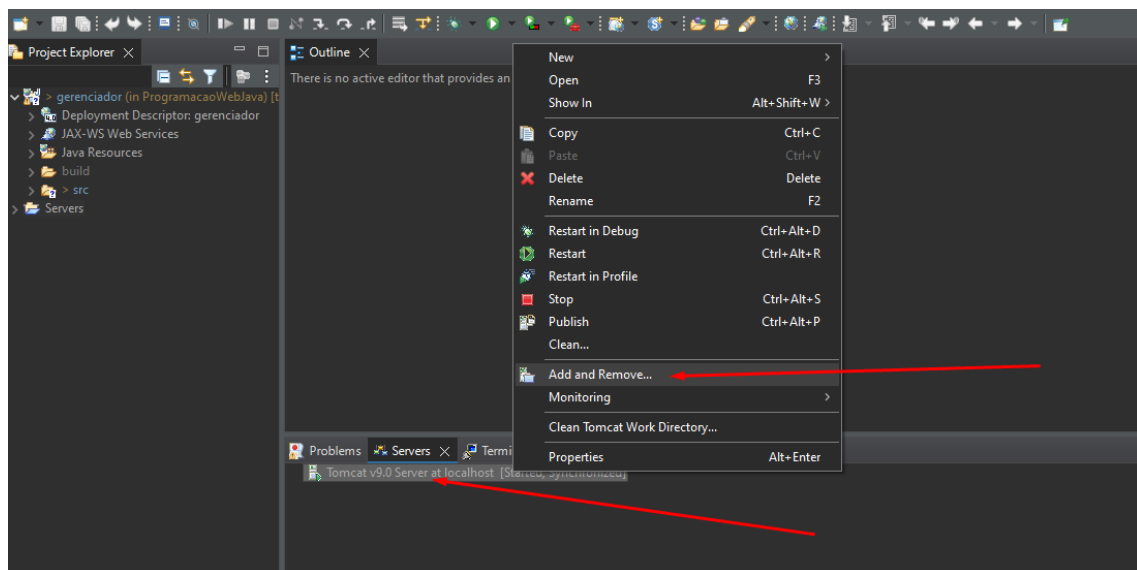 Project Explorer
> gerenciador (in ProgramacaoWebJava) [t
Deployment Descriptor: gerenciador
JAX-WS Web Services
Java Resources
build
> src
Servers
Outline
There is no active editor that provides an
New
Open F3
Show In Alt+Shift+W >
Copy Ctrl+C
Paste Ctrl+V
Delete Delete
Rename F2
Restart in Debug Ctrl+Alt+D
Restart Ctrl+Alt+R
Restart in Profile
Stop Ctrl+Alt+S
Publish Ctrl+Alt+P
Clean...
Add and Remove...
Monitoring
Clean Tomcat Work Directory...
Properties Alt+Enter
Problems Servers Termi
Tomcat v9.0 Server at localhost [Started, Synchronized]